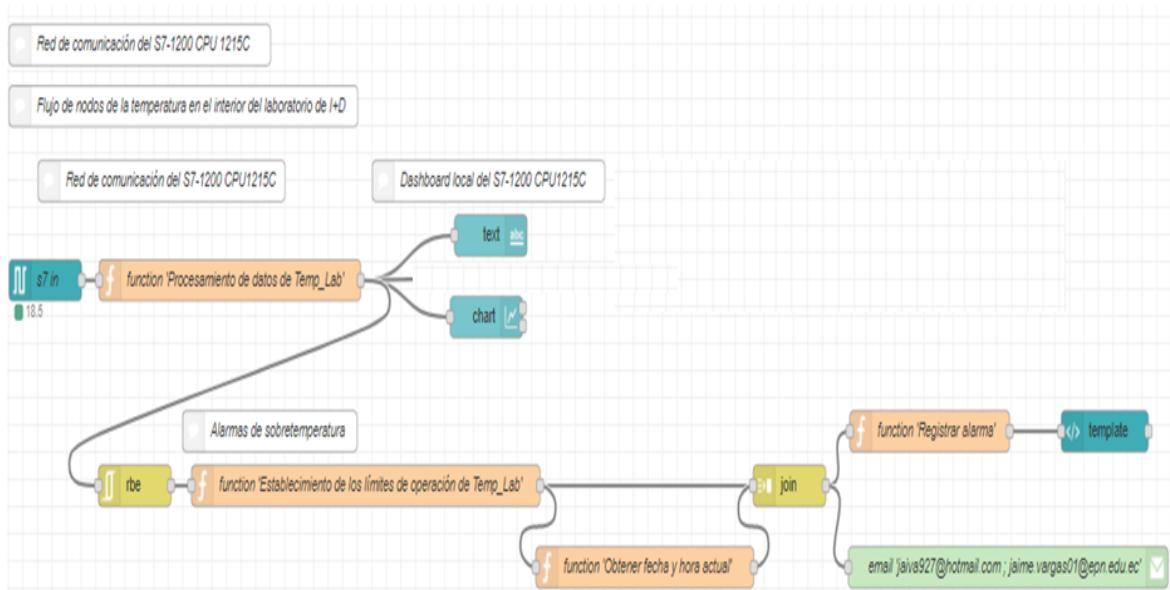 Red de comunicación del S7-1200 CPU 1215C
Flujo de nodos de la temperatura en el interior del laboratorio de I+D
Red de comunicación del S7-1200 CPU1215C
Dashboard local del S7-1200 CPU1215C
text abc
s7 in
function 'Procesamiento de datos de Temp_Lab'
18.5
chart
Alarmas de sobretemperatura
function 'Registrar alarma'
template
rbe
function 'Establecimiento de los límites de operación de Temp_Lab'
join
function 'Obtener fecha y hora actual'
email 'jaiva927@hotmail.com ; jaime.vargas01@epn.edu.ec'